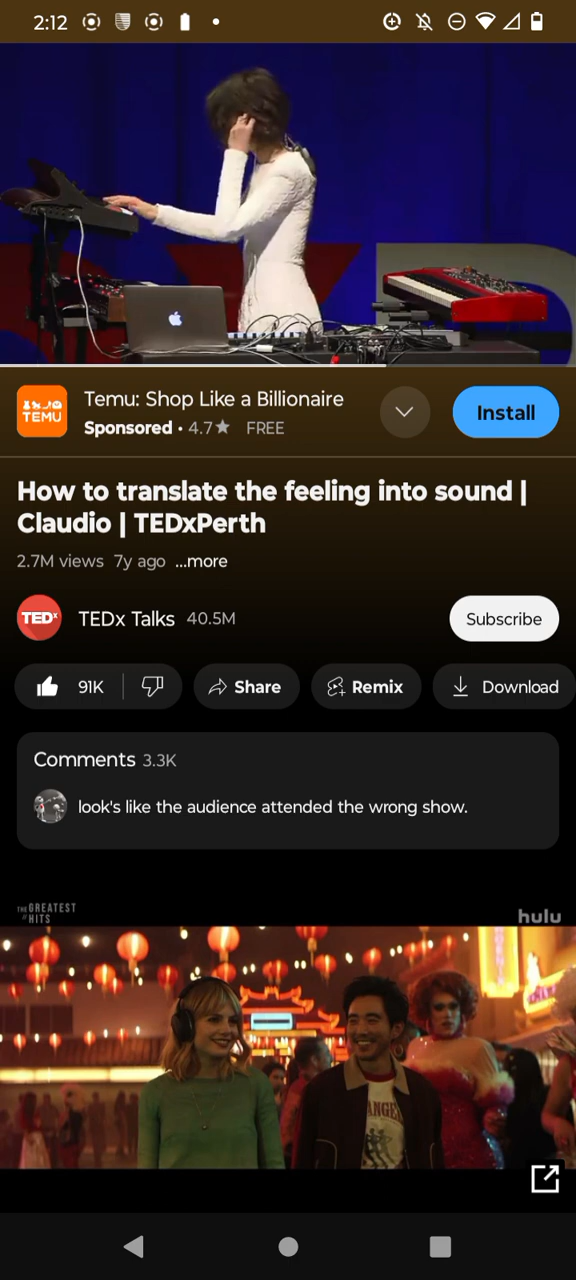 2:12
TEMU
Temu: Shop Like a Billionaire
Sponsored • 4.7★ FREE
Install
How to translate the feeling into sound |
Claudio | TEDxPerth
2.7M views 7y ago ...more
TEDx
TEDx Talks 40.5M
Subscribe
91K
Share
Remix
Download
Comments 3.3K
look's like the audience attended the wrong show.
THE GREATEST
OF HITS
hulu